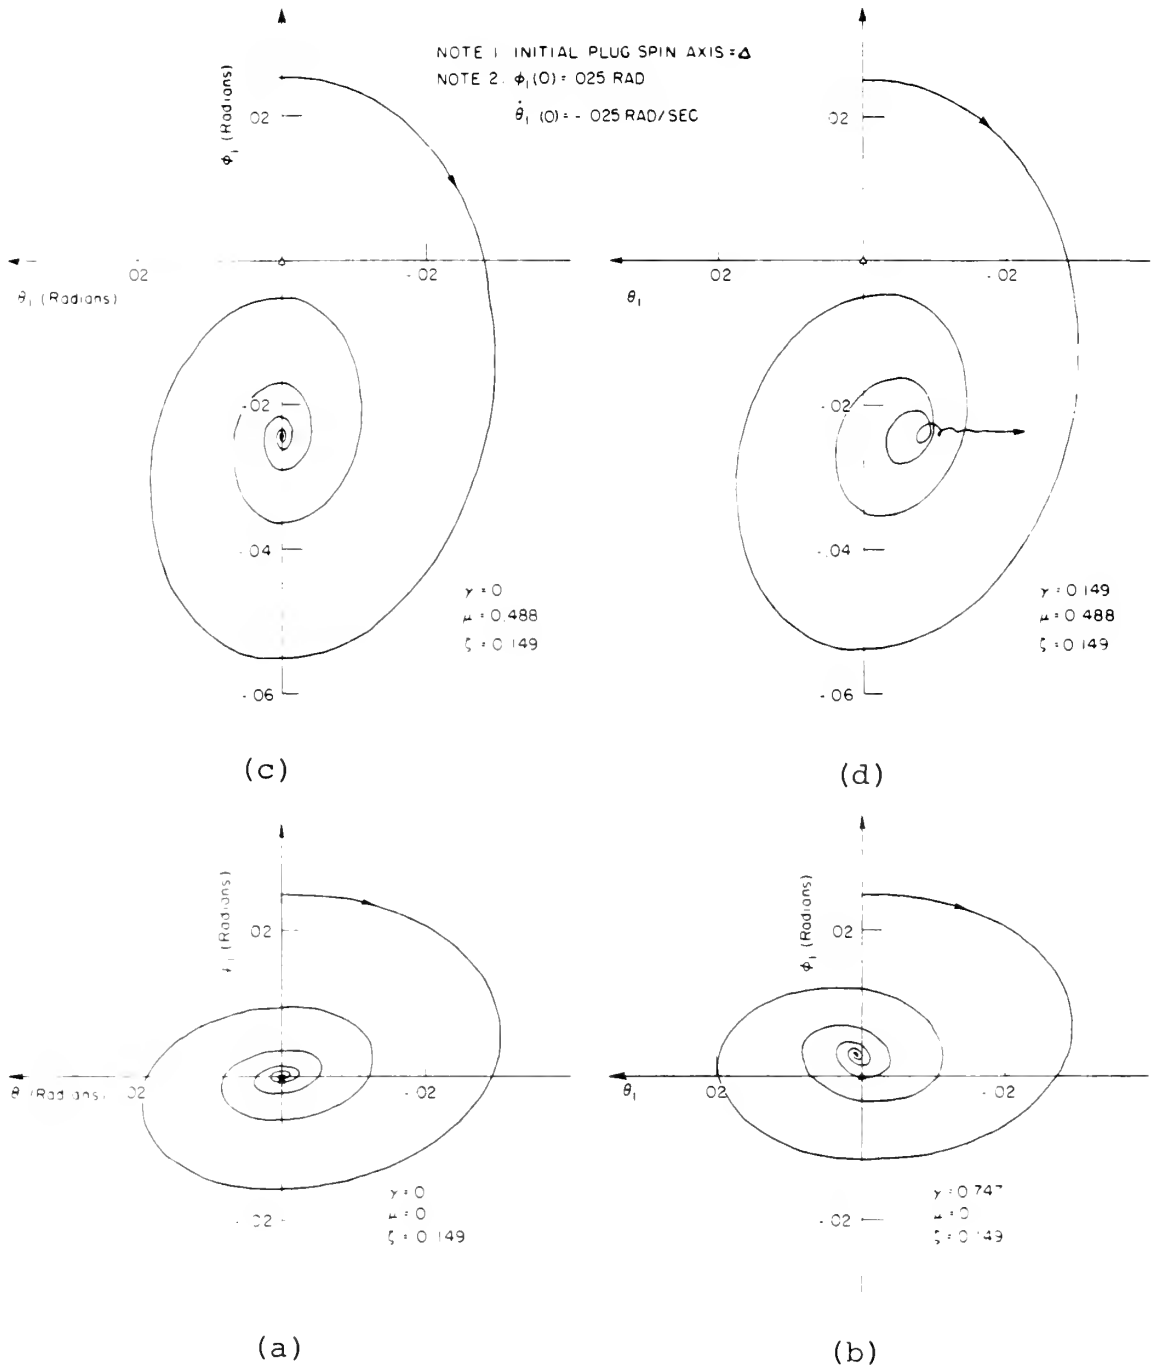 NOTE 1 INITIAL PLUG SPIN AXIS = Δ
NOTE 2. ϕ₁(0) = 025 RAD
θ̇₁ (0) = - 025 RAD/SEC
ϕ₁ (Radians)
02
02
- 02
θ₁ (Radians)
- .02
- 04
- .06
γ = 0
μ = 0.488
ζ = 0 149
(c)
02
02
- 02
θ₁
- .02
- .04
- 06
γ = 0 149
μ = 0 488
ζ = 0 149
(d)
(Radians)
02
02
- 02
θ (Radians)
- 02
γ = 0
μ = 0
ζ = 0 149
(a)
ϕ₁ (Radians)
02
02
- 02
θ₁
- 02
γ = 0 747
μ = 0
ζ = 0 149
(b)